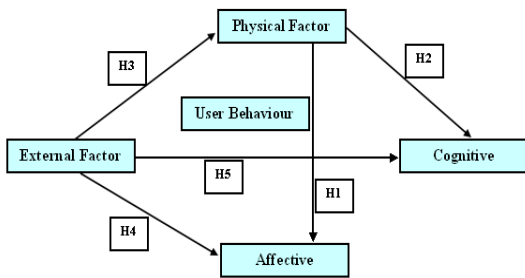 Physical Factor
H3
H2
User Behaviour
External Factor
Cognitive
H5
H1
H4
Affective